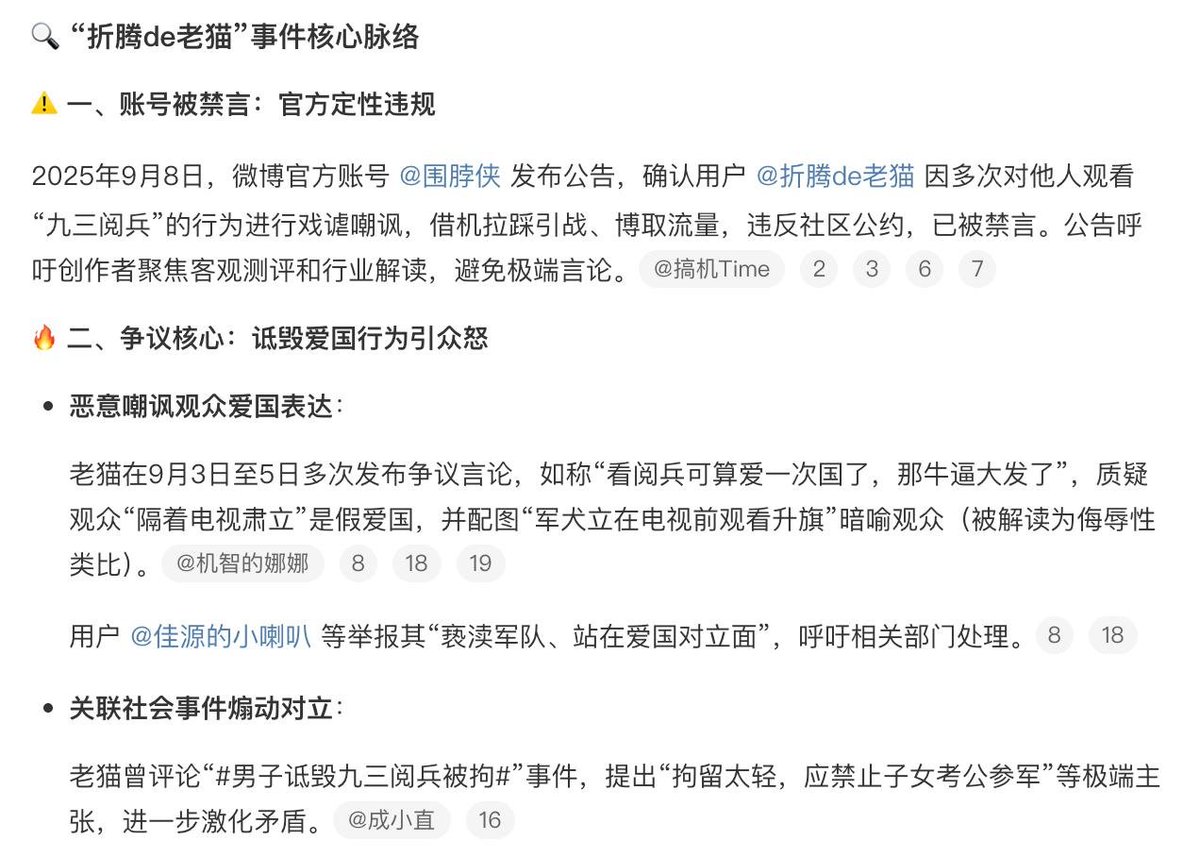 🔍 “折腾de老猫”事件核心脉络
⚠️ 一、账号被禁言：官方定性违规
2025年9月8日，微博官方账号 @围脖侠 发布公告，确认用户 @折腾de老猫 因多次对他人观看
“九三阅兵”的行为进行戏谑嘲讽，借机拉踩引战、博取流量，违反社区公约，已被禁言。公告呼
吁创作者聚焦客观测评和行业解读，避免极端言论。 @搞机Time 2 3 6 7
🔥 二、争议核心：诋毁爱国行为引众怒
• 恶意嘲讽观众爱国表达：
老猫在9月3日至5日多次发布争议言论，如称“看阅兵可算爱一次国了，那牛逼大发了”，质疑
观众“隔着电视肃立”是假爱国，并配图“军犬立在电视前观看升旗”暗喻观众（被解读为侮辱性
类比）。 @机智的娜娜 8 18 19
用户 @佳源的小喇叭 等举报其“亵渎军队、站在爱国对立面”，呼吁相关部门处理。 8 18
• 关联社会事件煽动对立：
老猫曾评论“#男子诋毁九三阅兵被拘#”事件，提出“拘留太轻，应禁止子女考公参军”等极端主
张，进一步激化矛盾。 @成小直 16